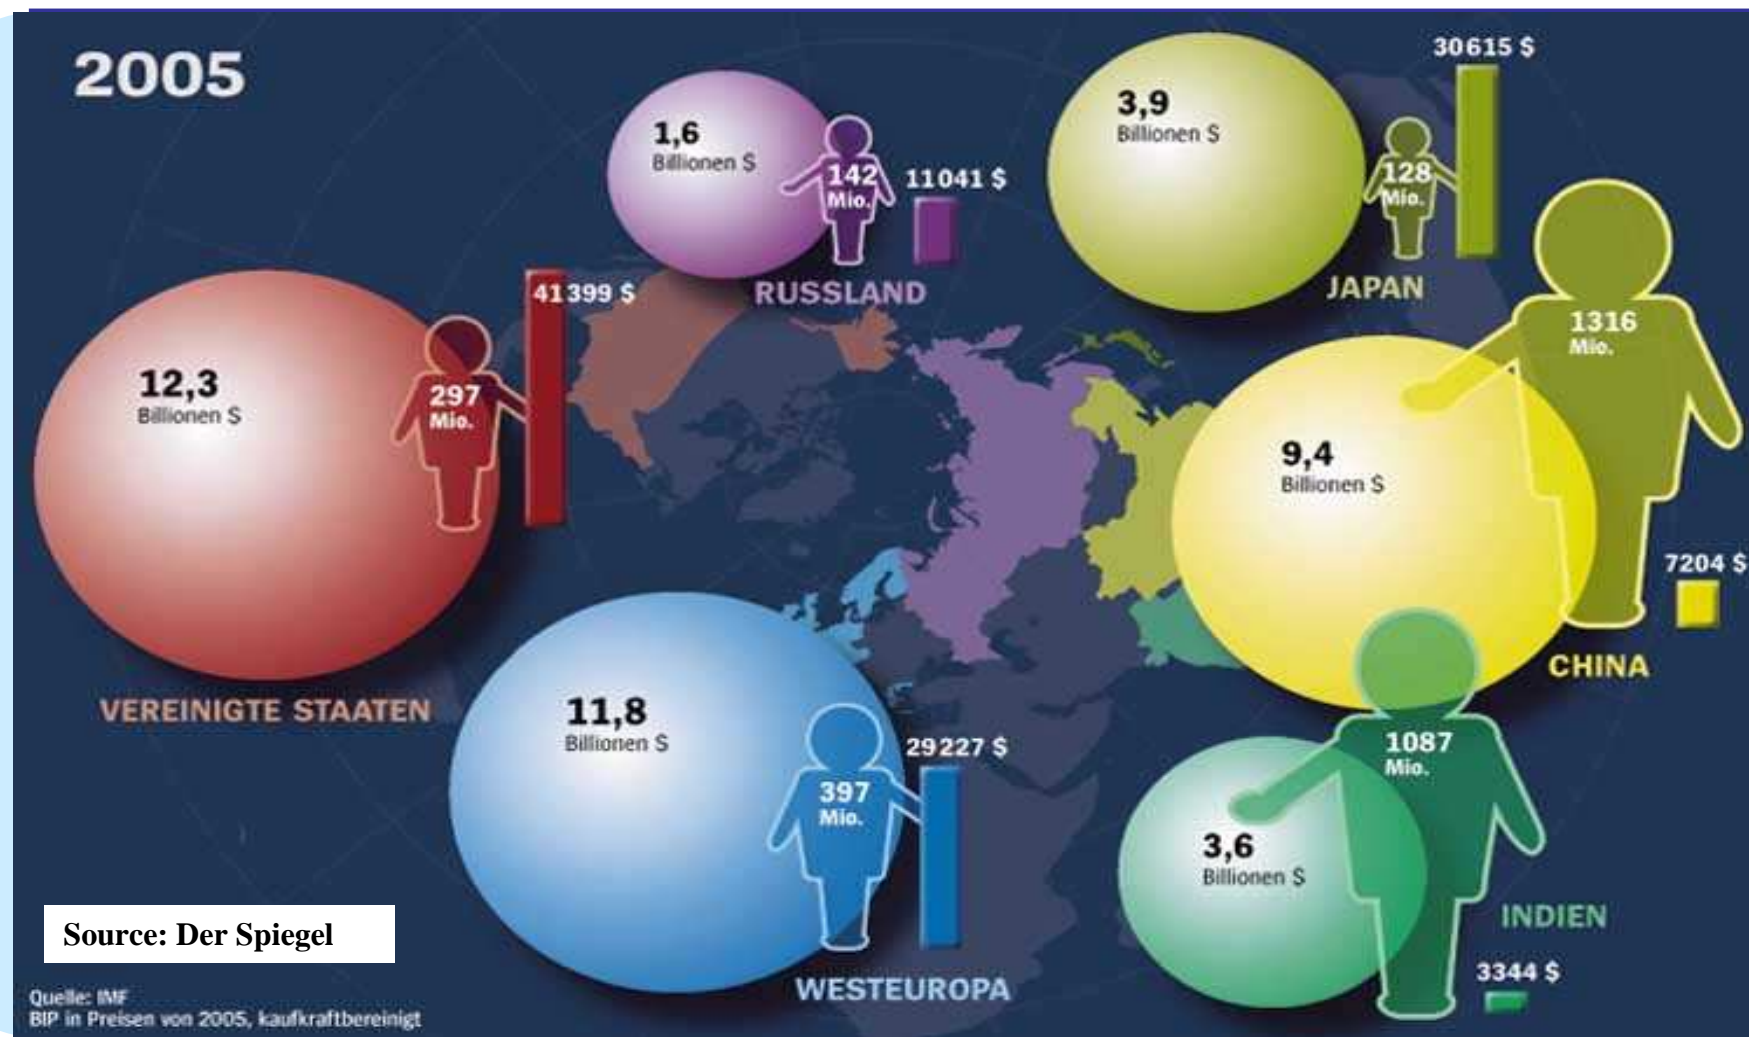 2005
1,6
Billionen $
142
Mio.
11041 $
RUSSLAND
3,9
Billionen $
128
Mio.
30615 $
JAPAN
12,3
Billionen $
297
Mio.
41399 $
VEREINIGTE STAATEN
9,4
Billionen $
1316
Mio.
7204 $
CHINA
11,8
Billionen $
397
Mio.
29227 $
WESTEUROPA
3,6
Billionen $
1087
Mio.
3344 $
INDIEN
Source: Der Spiegel
Quelle: IMF
BIP in Preisen von 2005, kaufkraftbereinigt